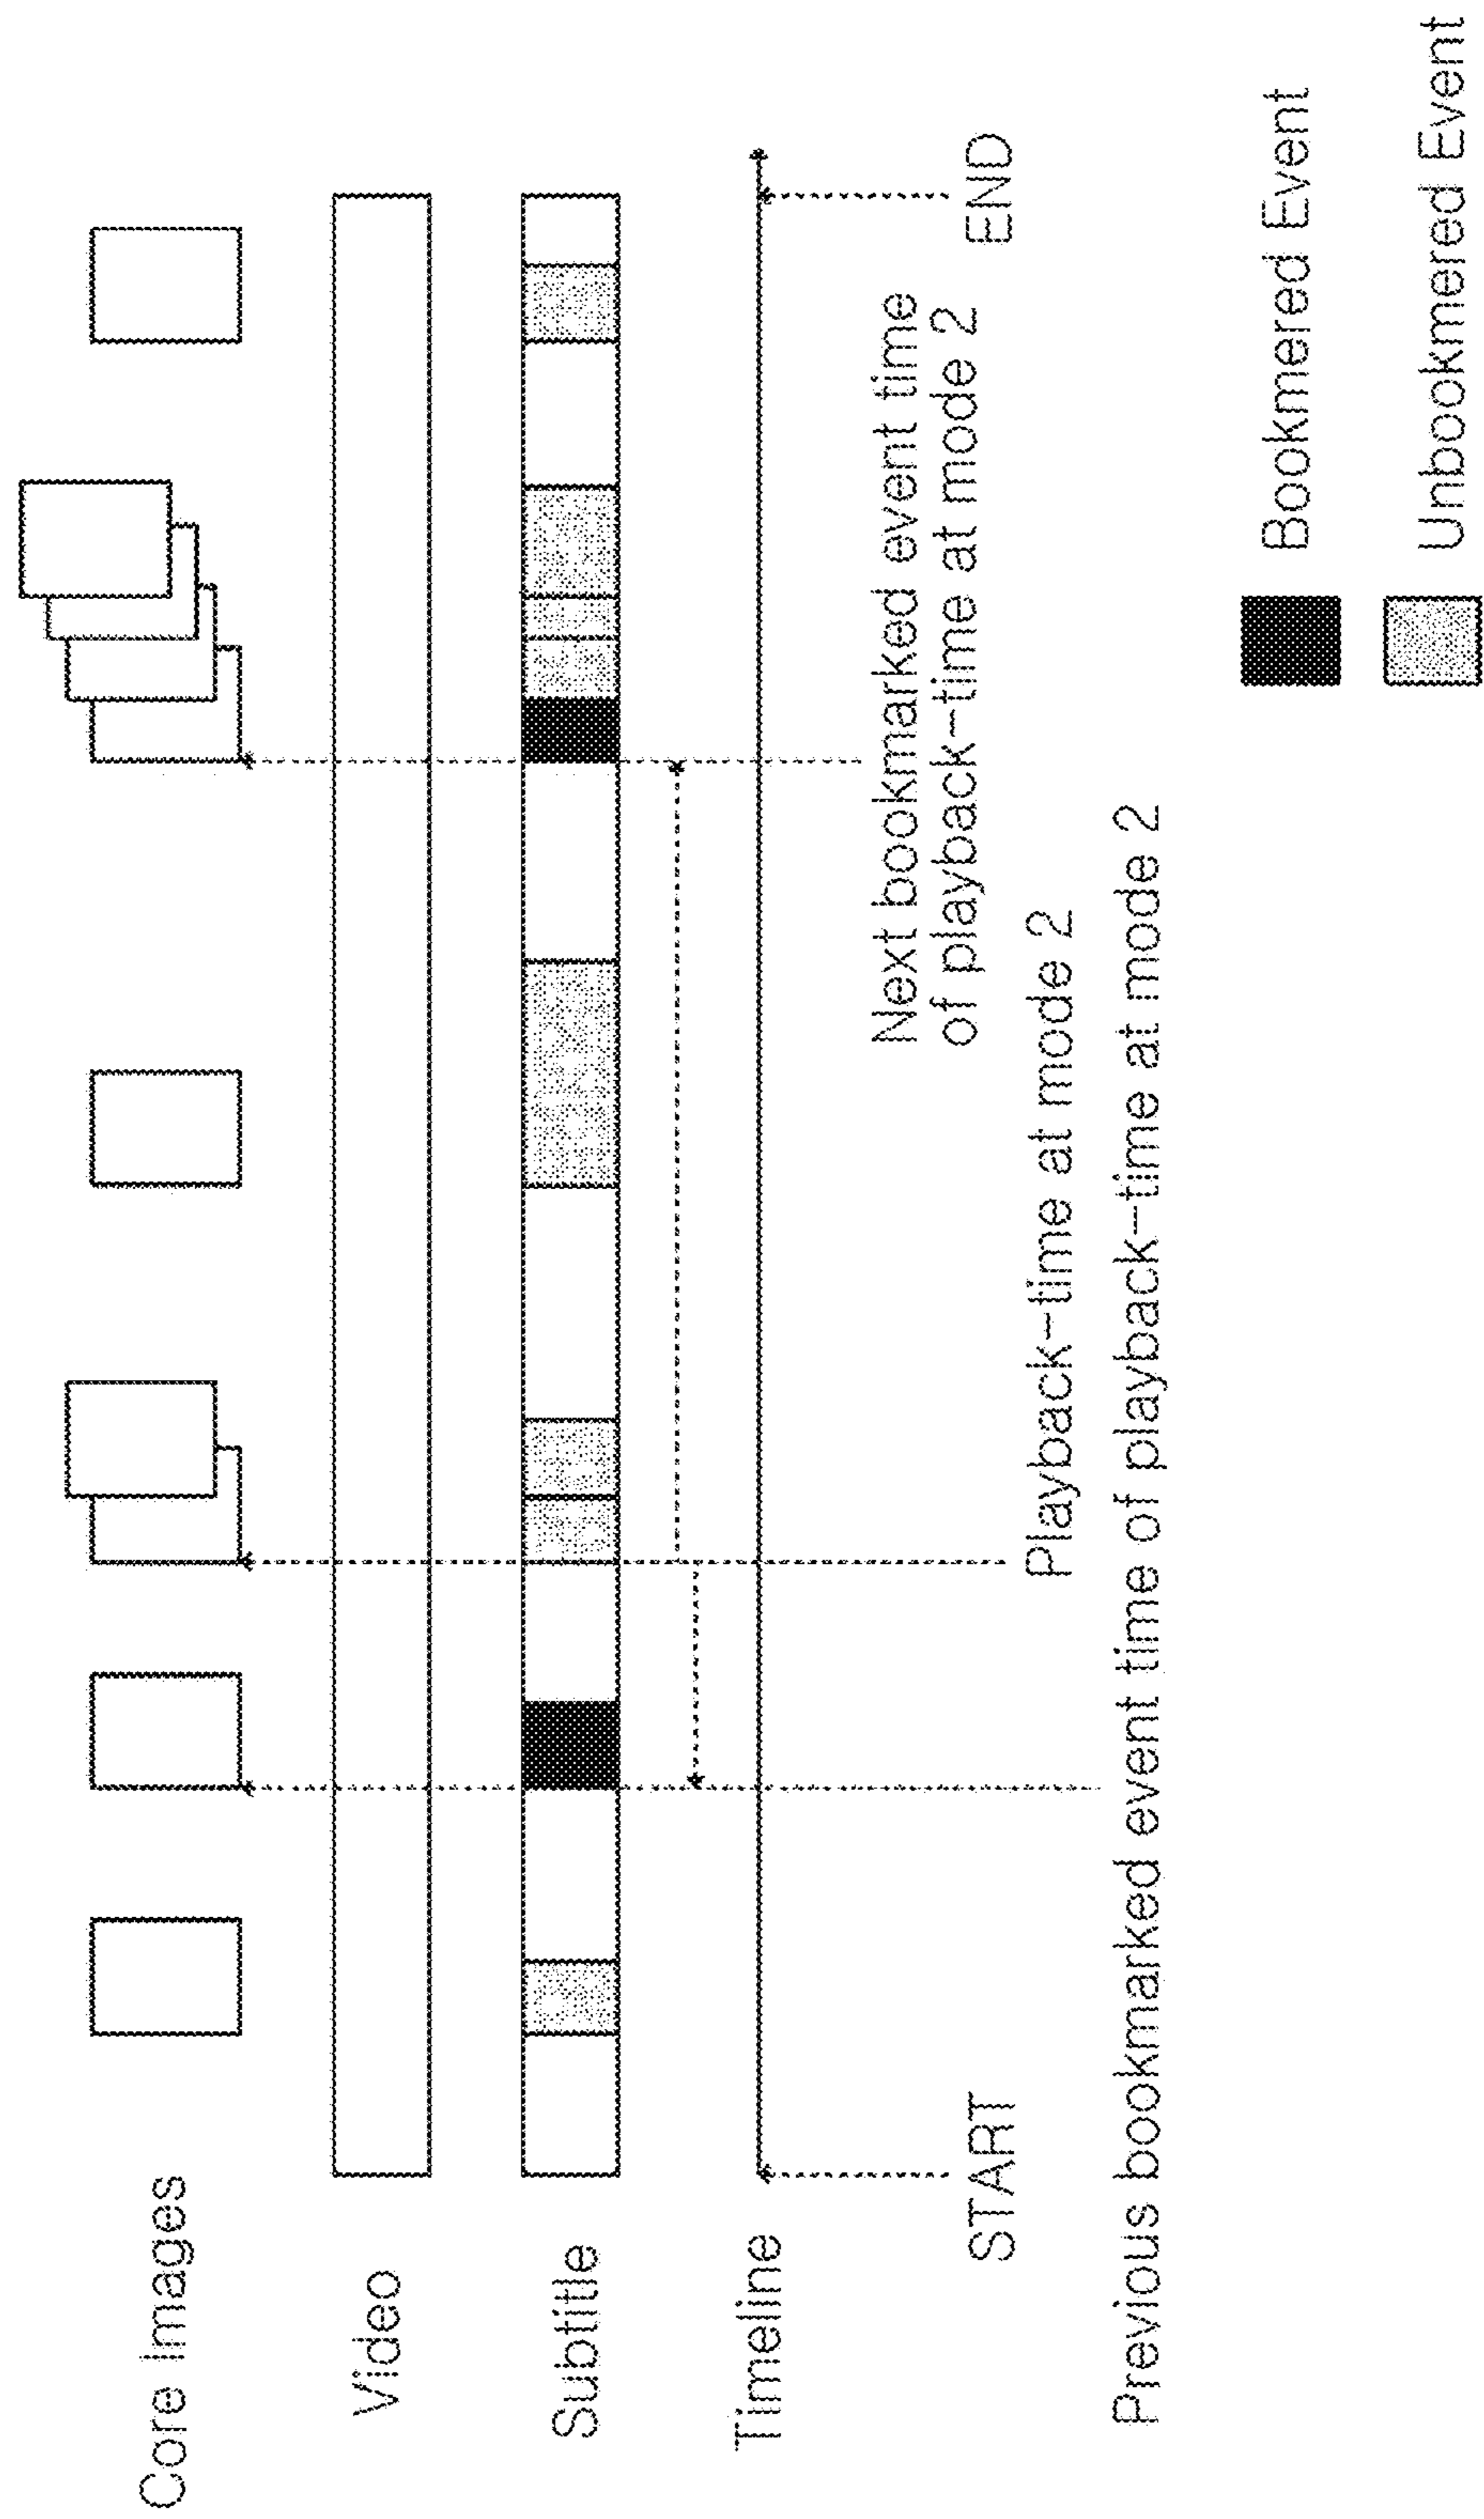 Core Images
Video
Subtitle
Timeline
START
END
Next bookmarked event time
of playback-time at mode 2
Playback-time at mode 2
Previous bookmarked event time of playback-time at mode 2
Bookmered Event
Unbookmered Event